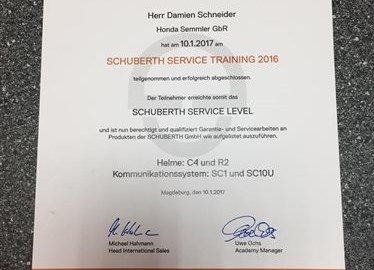 Herr Damien Schneider
Honda Semmler GbR
hat am 10.1.2017 am
SCHUBERTH SERVICE TRAINING 2016
teilgenommen und erfolgreich abgeschlossen.
Der Teilnehmer erreichte somit das
SCHUBERTH SERVICE LEVEL
und ist nun berechtigt und qualifiziert Garantie- und Servicearbeiten an
Produkten der SCHUBERTH GmbH wie aufgelistet auszuführen.
Helme: C4 und R2
Kommunikationssystem: SC1 und SC10U
Magdeburg, den 10.1.2017
Michael Hahmann
Head International Sales
Uwe Ochs
Academy Manager